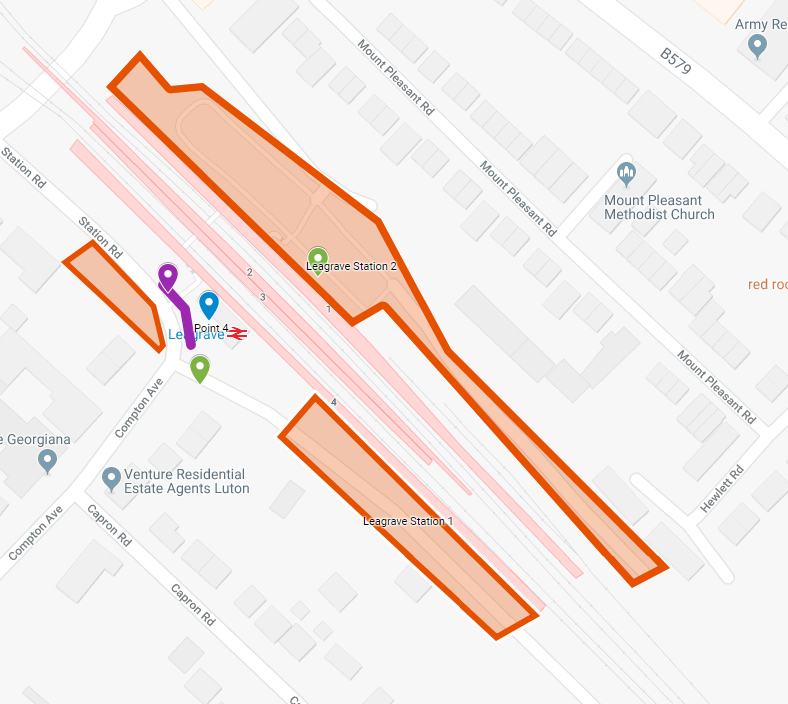 Army Re
B579
Mount Pleasant Rd
Station Rd
Mount Pleasant Rd
Mount Pleasant
Methodist Church
Station Rd
Leagrave Station 2
2
3
1
red roo
Point 4
Leagrave
Mount Pleasant Rd
4
Compton Ave
e Georgiana
Venture Residential
Estate Agents Luton
Hewlett Rd
Leagrave Station 1
Compton Ave
Capron Rd
Capron Rd
C